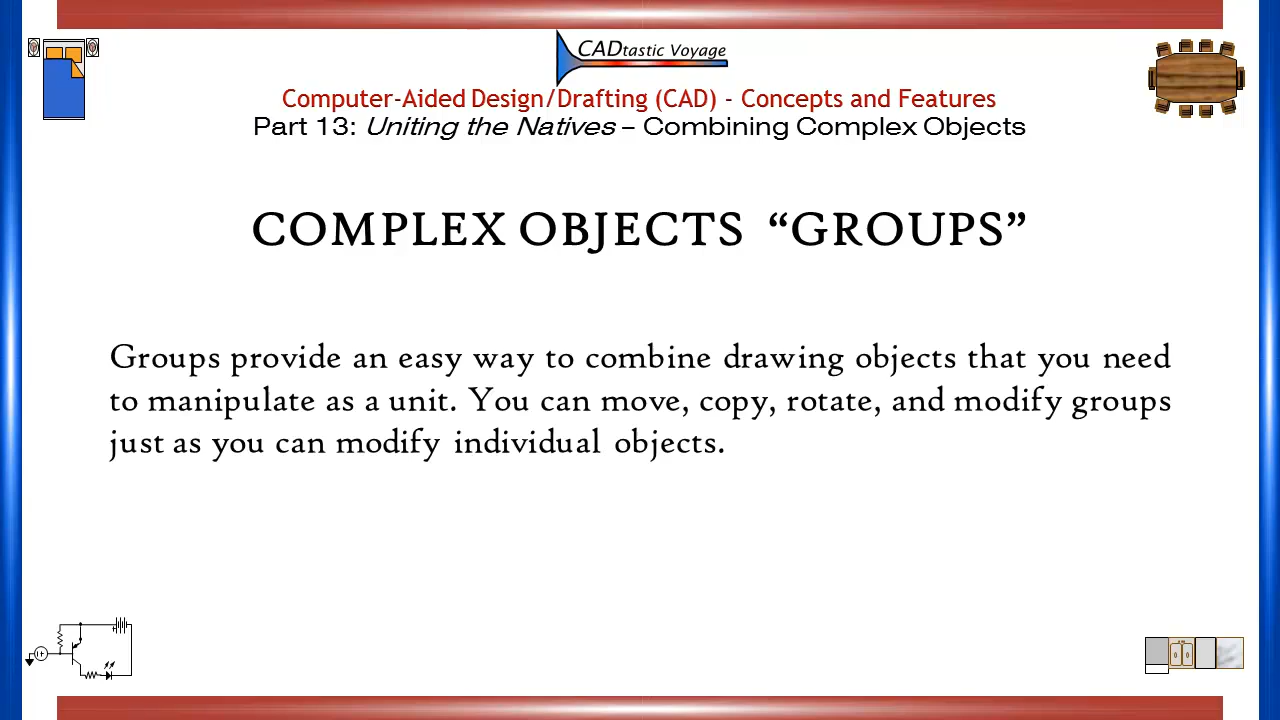 CADtastic Voyage
Computer-Aided Design/Drafting (CAD) - Concepts and Features
Part 13: Uniting the Natives – Combining Complex Objects
COMPLEX OBJECTS “GROUPS”
Groups provide an easy way to combine drawing objects that you need
to manipulate as a unit. You can move, copy, rotate, and modify groups
just as you can modify individual objects.